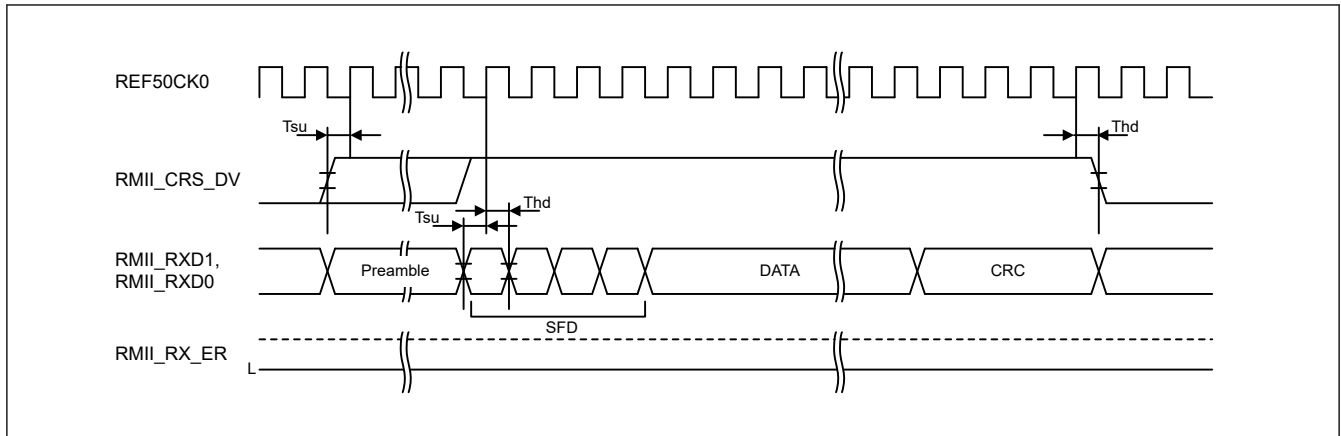 REF50CK0
Tsu
Thd
RMII_CRS_DV
Tsu
Thd
RMII_RXD1,
RMII_RXD0
Preamble
DATA
CRC
SFD
RMII_RX_ER
L